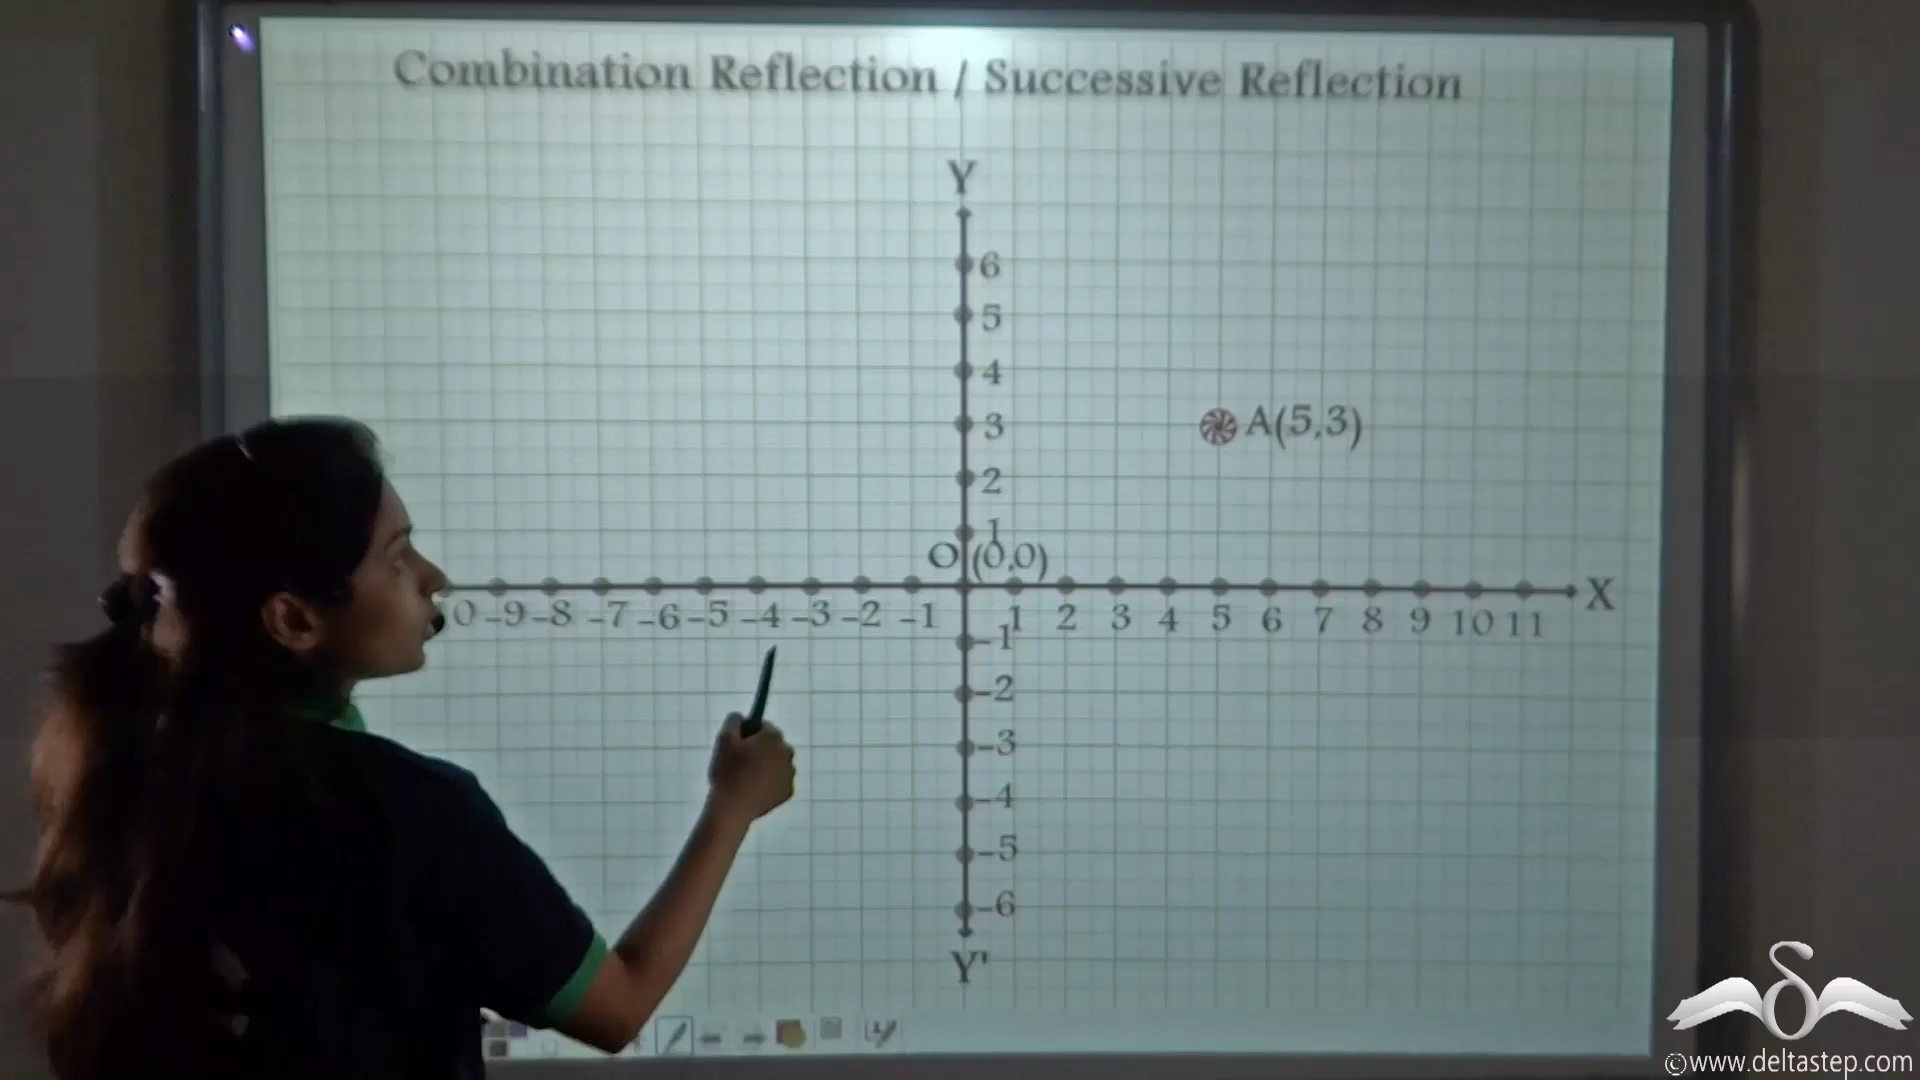 Combination Reflection / Successive Reflection
Y
6
5
4
3 A(5,3)
2
1
O (0,0)
X
0 -9 -8 -7 -6 -5 -4 -3 -2 -1 1 2 3 4 5 6 7 8 9 10 11
-1
-2
-3
-4
-5
-6
Y'
©www.deltastep.com